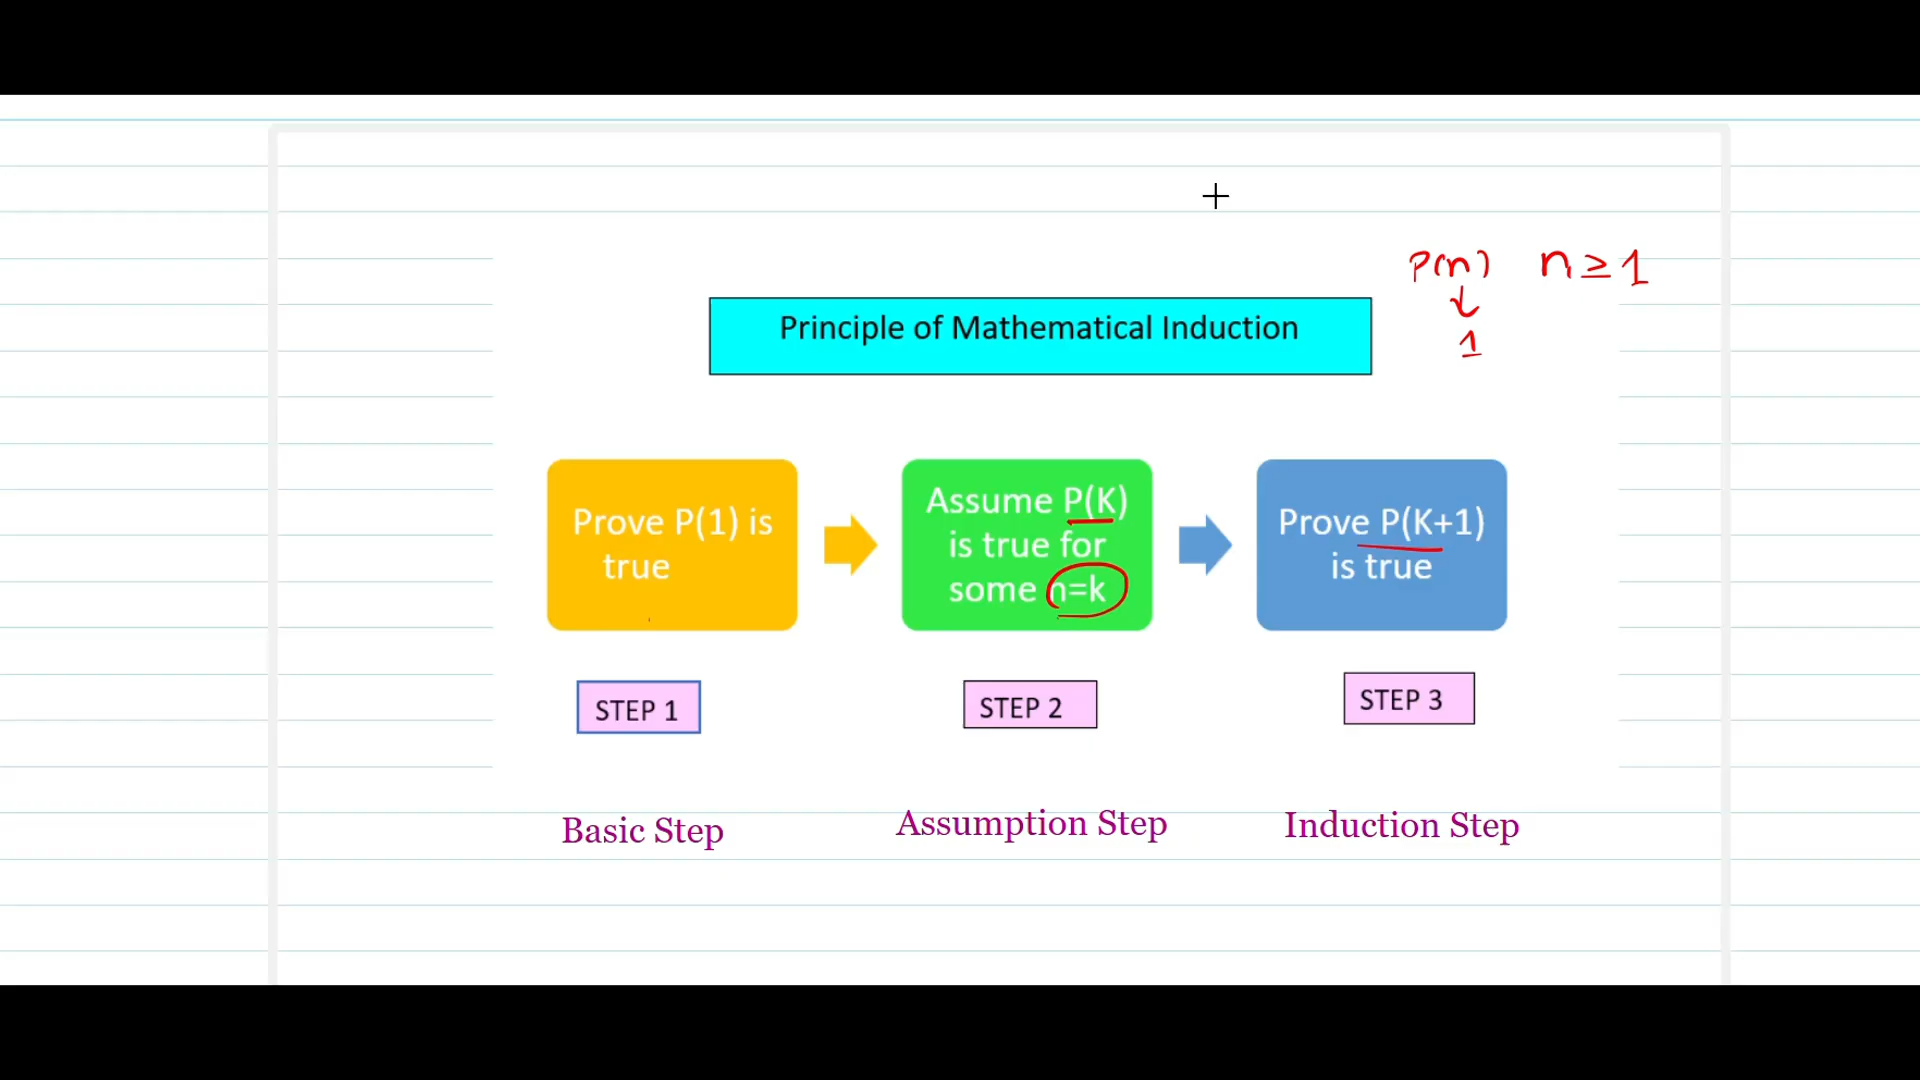 P(n) n ≥ 1
↓
1
Principle of Mathematical Induction
Prove P(1) is
true
Assume P(K)
is true for
some n=k
Prove P(K+1)
is true
STEP 1
STEP 2
STEP 3
Basic Step
Assumption Step
Induction Step